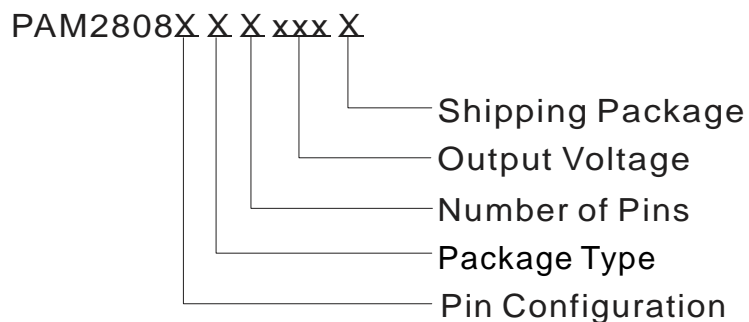 PAM2808X X X xxx X
Shipping Package
Output Voltage
Number of Pins
Package Type
Pin Configuration